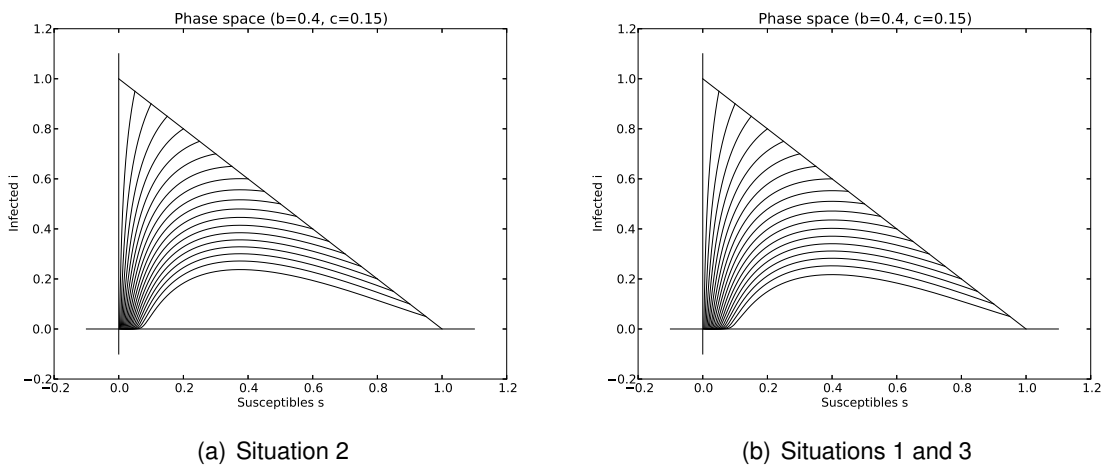 Phase space (b=0.4, c=0.15)
1.2
1.0
0.8
0.6
0.4
0.2
0.0
−0.2
Infected i
−0.2 0.0 0.2 0.4 0.6 0.8 1.0 1.2
Susceptibles s
(a) Situation 2
Phase space (b=0.4, c=0.15)
1.2
1.0
0.8
0.6
0.4
0.2
0.0
−0.2
Infected i
−0.2 0.0 0.2 0.4 0.6 0.8 1.0 1.2
Susceptibles s
(b) Situations 1 and 3